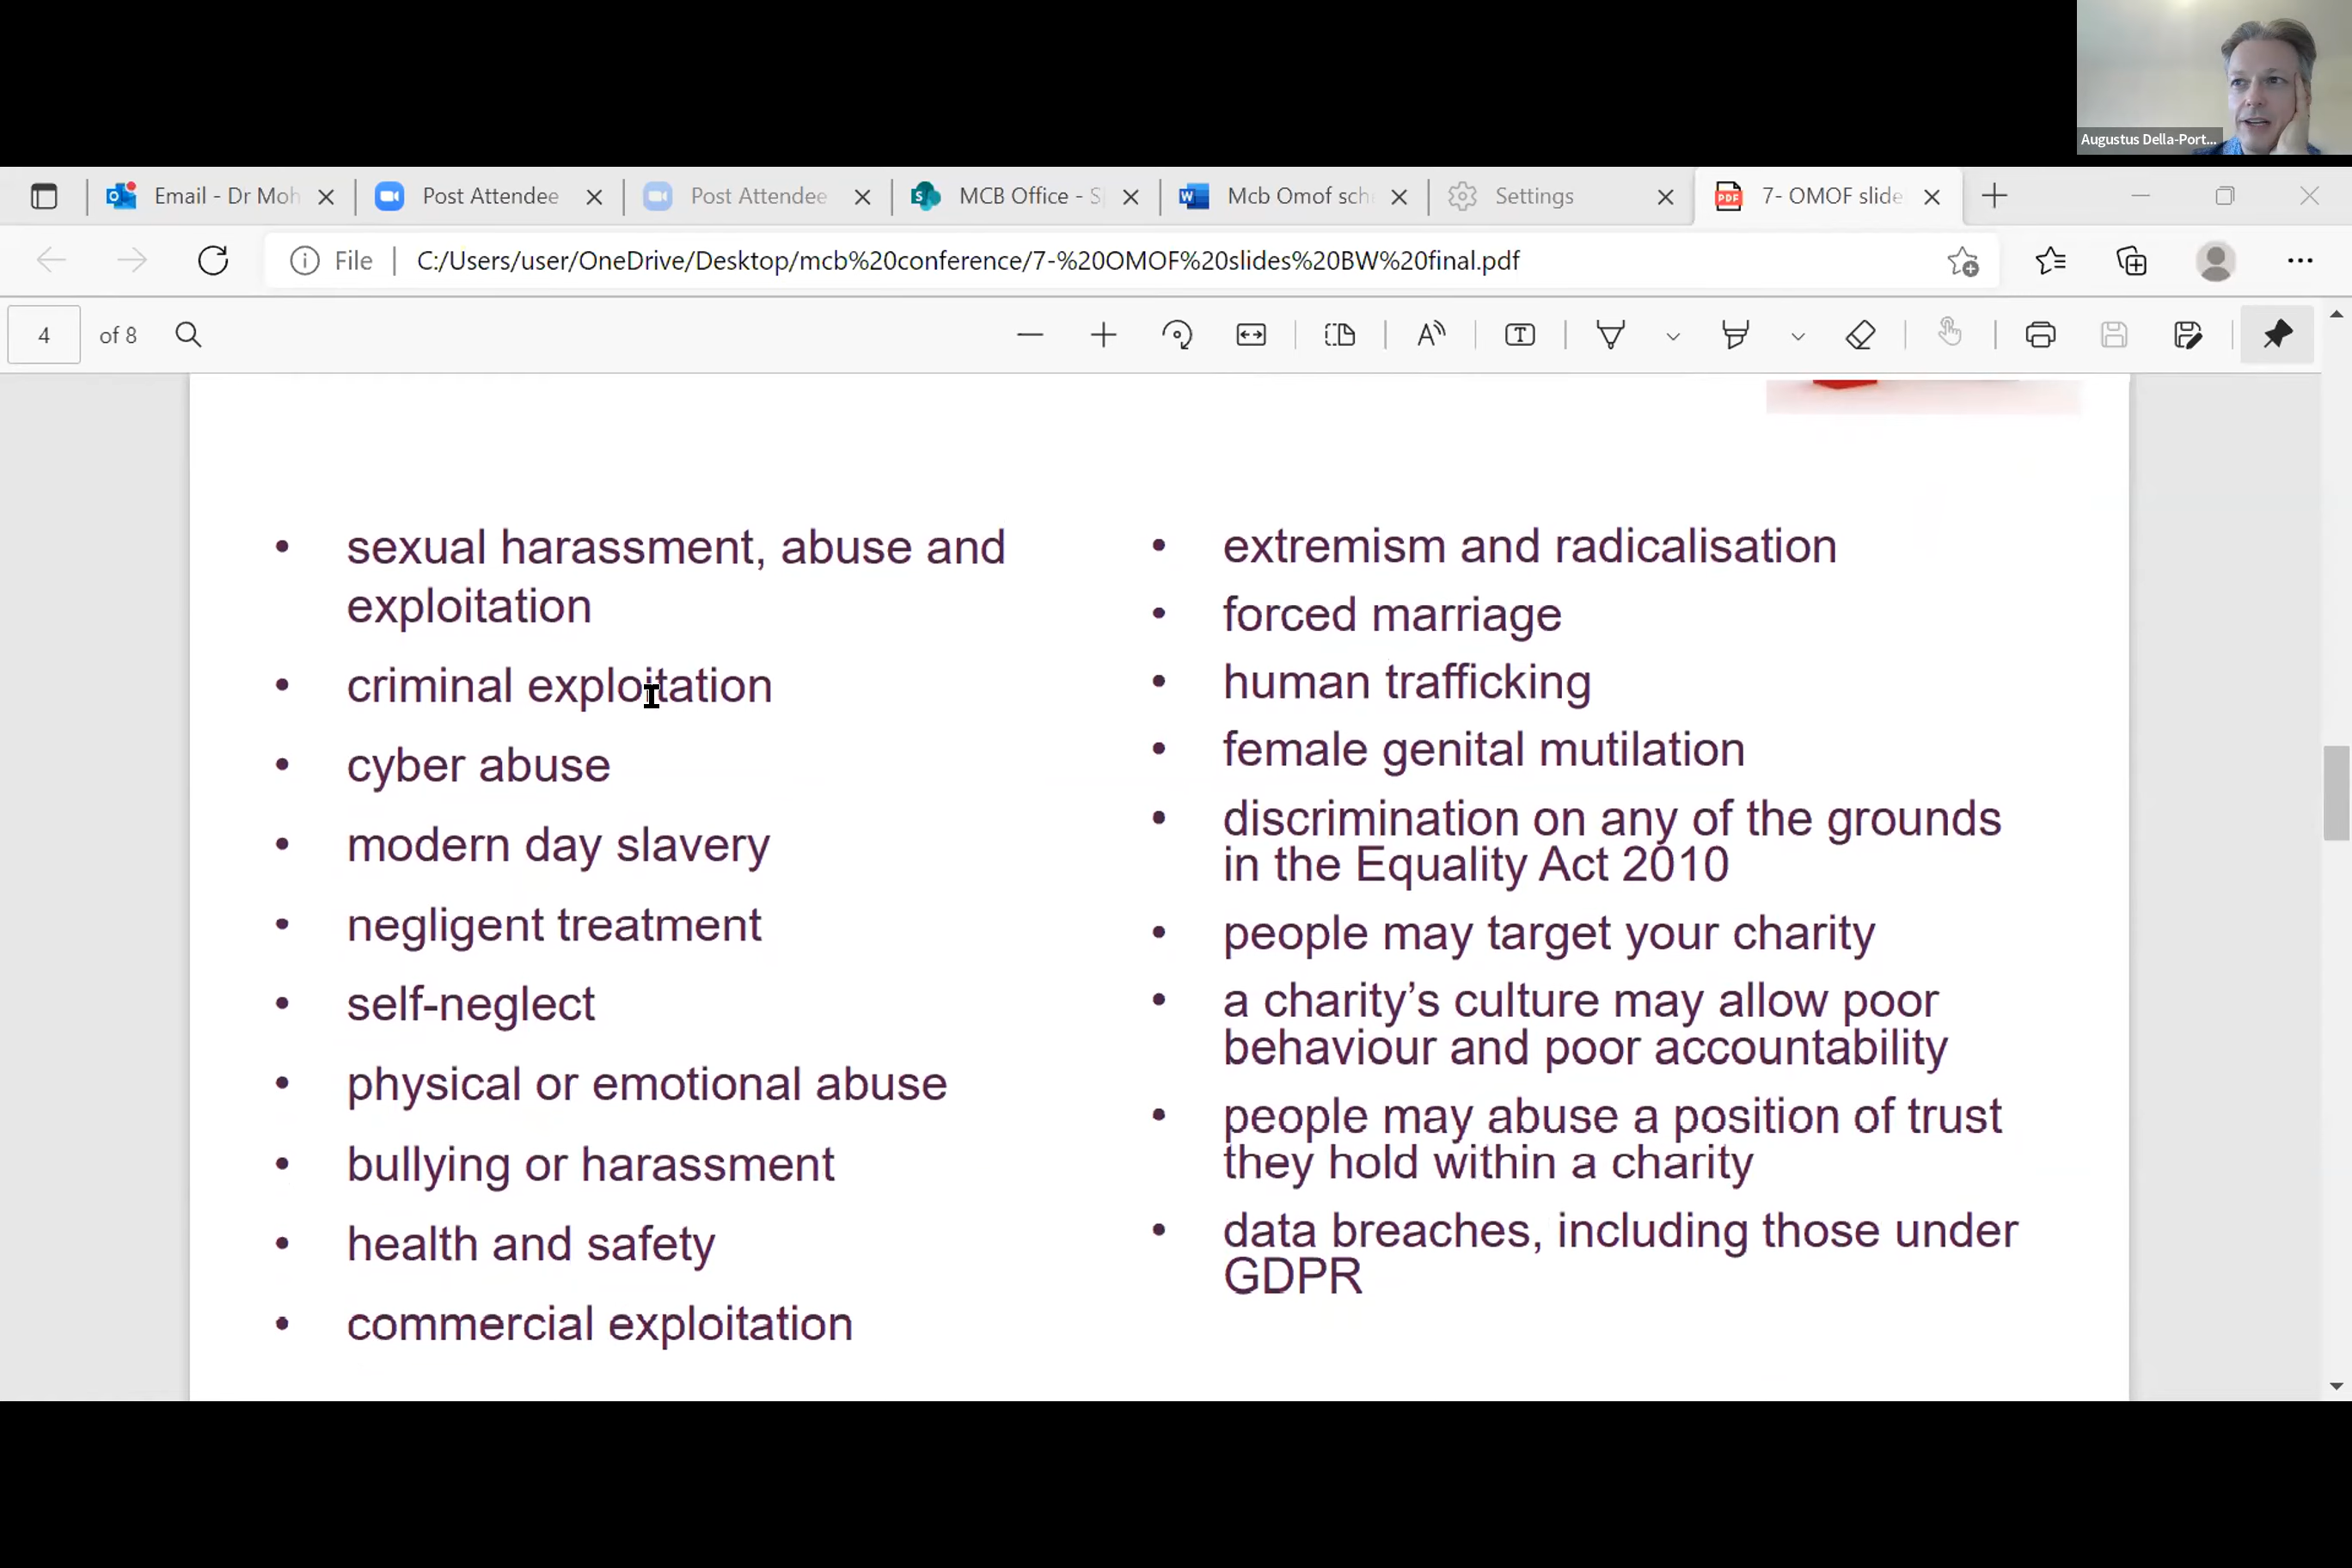 Augustus Della-Port...
Email - Dr Moh
Post Attendee
Post Attendee
MCB Office - S
Mcb Omof sch
Settings
7- OMOF slide
File
C:/Users/user/OneDrive/Desktop/mcb%20conference/7-%20OMOF%20slides%20BW%20final.pdf
4 of 8
• sexual harassment, abuse and
exploitation
• criminal exploitation
• cyber abuse
• modern day slavery
• negligent treatment
• self-neglect
• physical or emotional abuse
• bullying or harassment
• health and safety
• commercial exploitation
• extremism and radicalisation
• forced marriage
• human trafficking
• female genital mutilation
• discrimination on any of the grounds
in the Equality Act 2010
• people may target your charity
• a charity’s culture may allow poor
behaviour and poor accountability
• people may abuse a position of trust
they hold within a charity
• data breaches, including those under
GDPR